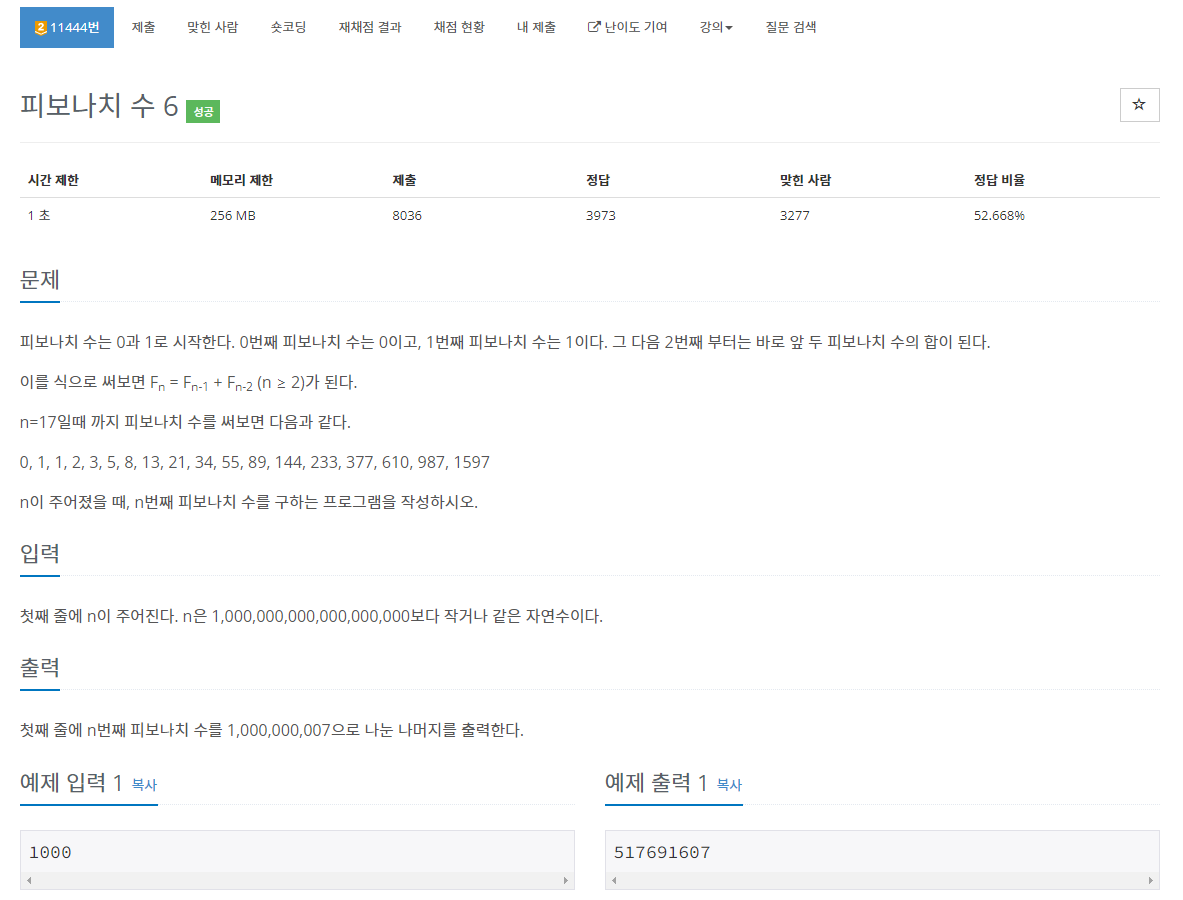 2 11444번 제출 맞힌 사람 숏코딩 재채점 결과 채점 현황 내 제출 난이도 기여 강의 질문 검색
피보나치 수 6 성공
시간 제한 메모리 제한 제출 정답 맞힌 사람 정답 비율
1 초 256 MB 8036 3973 3277 52.668%
문제
피보나치 수는 0과 1로 시작한다. 0번째 피보나치 수는 0이고, 1번째 피보나치 수는 1이다. 그 다음 2번째 부터는 바로 앞 두 피보나치 수의 합이 된다.
이를 식으로 써보면 Fn = Fn-1 + Fn-2 (n ≥ 2)가 된다.
n=17일때 까지 피보나치 수를 써보면 다음과 같다.
0, 1, 1, 2, 3, 5, 8, 13, 21, 34, 55, 89, 144, 233, 377, 610, 987, 1597
n이 주어졌을 때, n번째 피보나치 수를 구하는 프로그램을 작성하시오.
입력
첫째 줄에 n이 주어진다. n은 1,000,000,000,000,000,000보다 작거나 같은 자연수이다.
출력
첫째 줄에 n번째 피보나치 수를 1,000,000,007으로 나눈 나머지를 출력한다.
예제 입력 1 복사
1000
예제 출력 1 복사
517691607